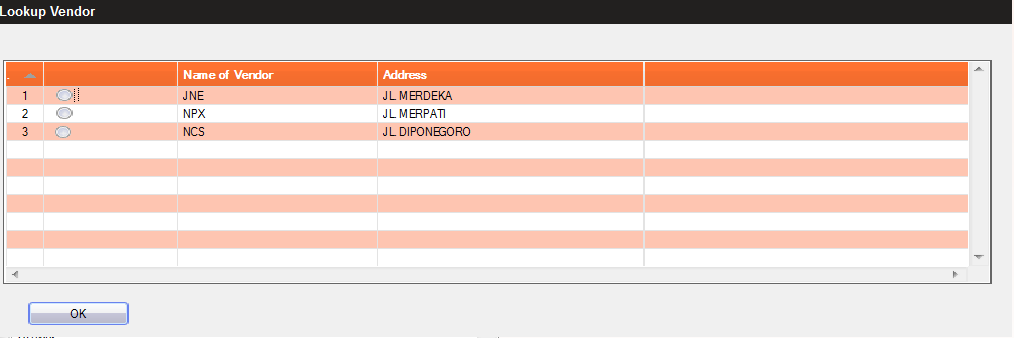 Lookup Vendor
Name of Vendor Address
1 JNE JL. MERDEKA
2 NPX JL. MERPATI
3 NCS JL. DIPONEGORO
OK